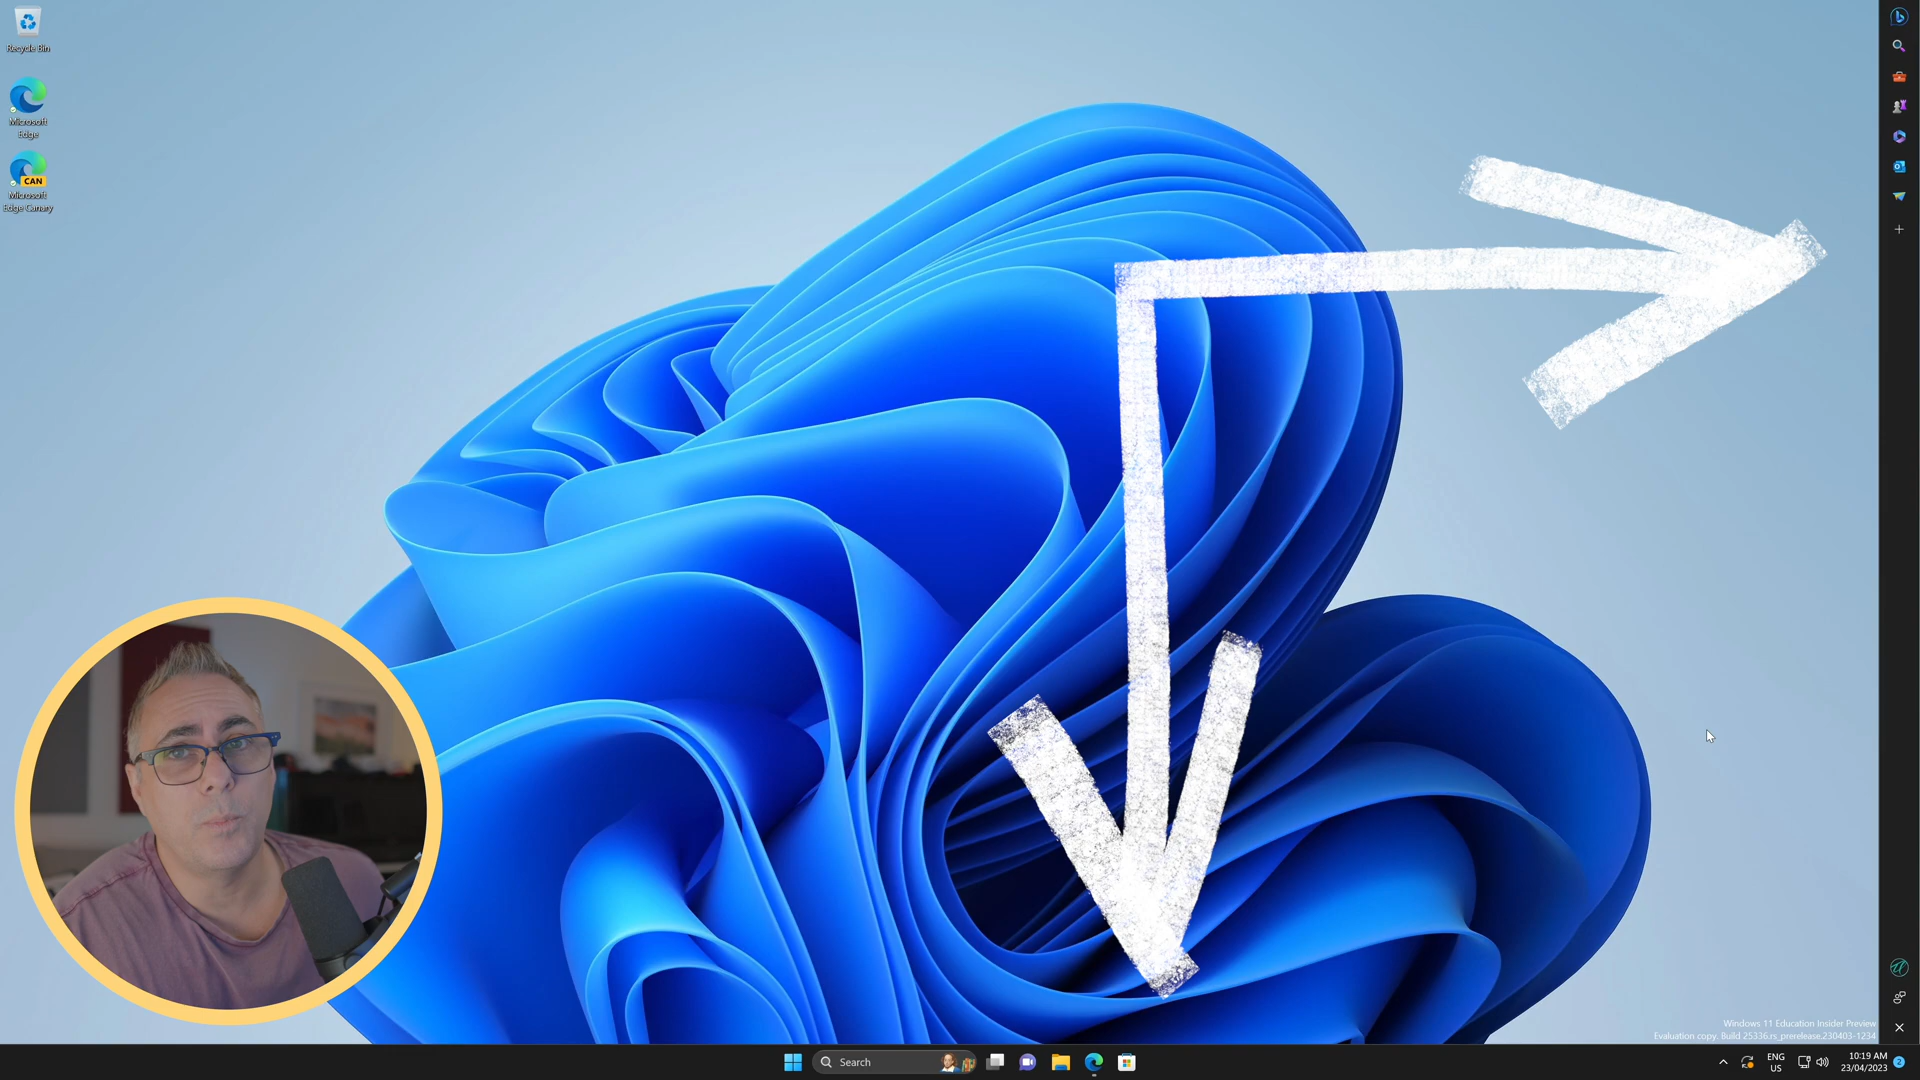 Recycle Bin
Microsoft
Edge
CAN
Microsoft
Edge Canary
Windows 11 Education Insider Preview
Evaluation copy. Build 25336.rs_prerelease.230403-1234
Search
ENG
US
10:19 AM
23/04/2023
2